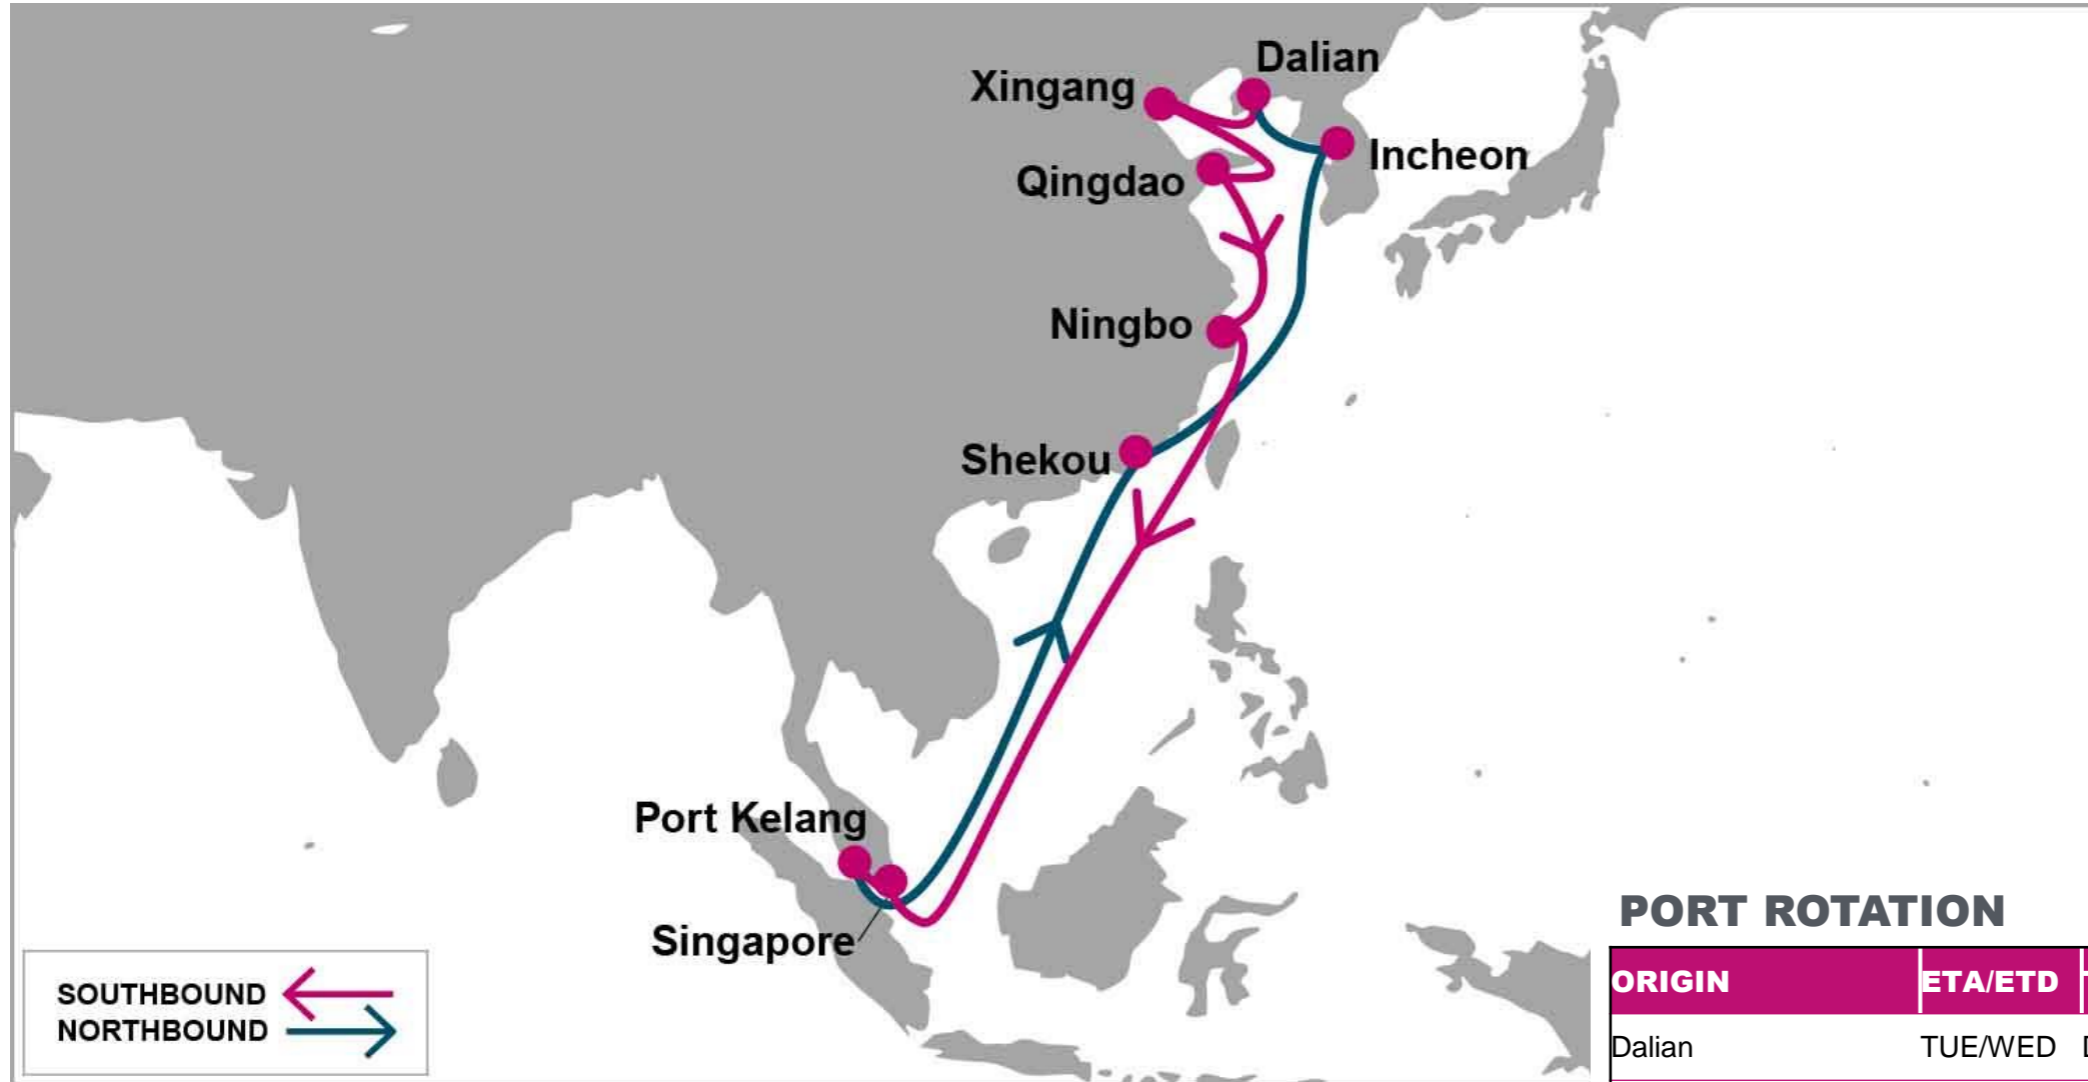 Dalian
Xingang
Incheon
Qingdao
Ningbo
Shekou
Port Kelang
Singapore
SOUTHBOUND
NORTHBOUND
PORT ROTATION
ORIGIN ETA/ETD
Dalian TUE/WED